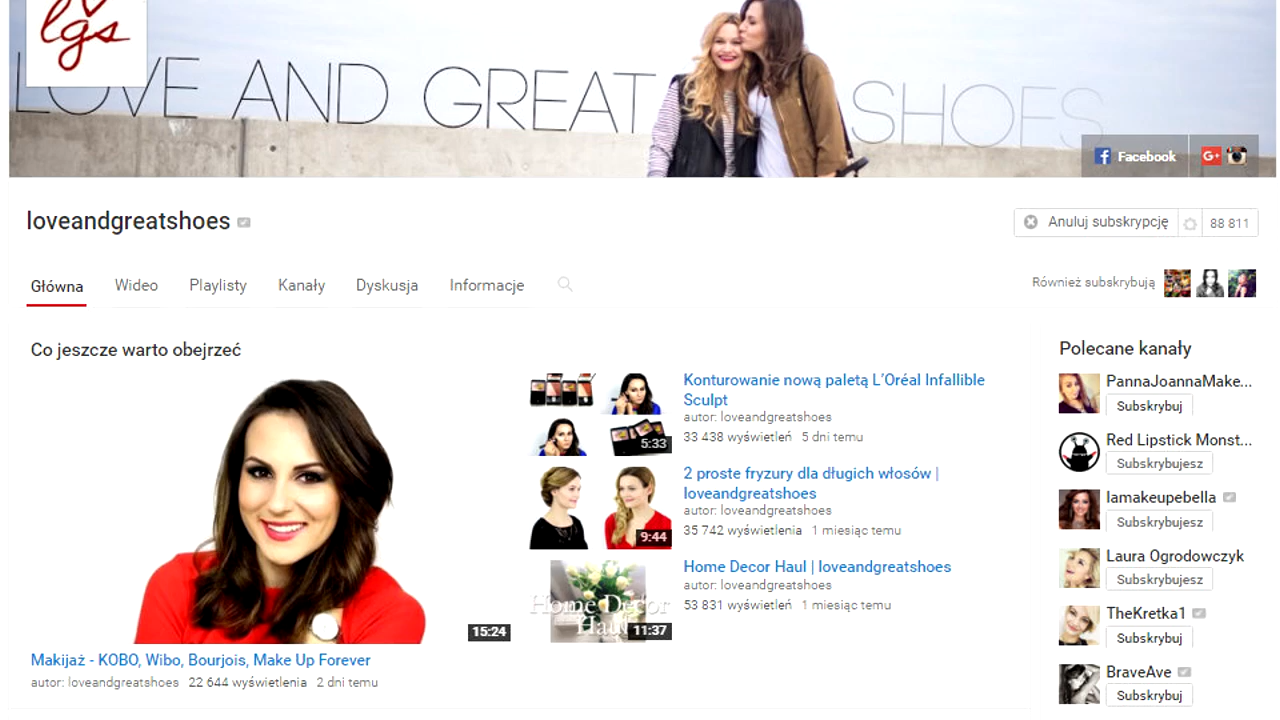 lgs
LOVE AND GREAT SHOES
Facebook
G+
loveandgreatshoes
Anuluj subskrypcję
88 811
Główna
Wideo
Playlisty
Kanały
Dyskusja
Informacje
Również subskrybują
Co jeszcze warto obejrzeć
15:24
Makijaż - KOBO, Wibo, Bourjois, Make Up Forever
autor: loveandgreatshoes 22 644 wyświetlenia 2 dni temu
5:33
Konturowanie nową paletą L'Oréal Infallible
Sculpt
autor: loveandgreatshoes
33 438 wyświetleń 5 dni temu
9:44
2 proste fryzury dla długich włosów |
loveandgreatshoes
autor: loveandgreatshoes
35 742 wyświetlenia 1 miesiąc temu
Home Decor
Haul
11:37
Home Decor Haul | loveandgreatshoes
autor: loveandgreatshoes
53 831 wyświetleń 1 miesiąc temu
Polecane kanały
PannaJoannaMake...
Subskrybuj
Red Lipstick Monst...
Subskrybujesz
Iamakeupebella
Subskrybujesz
Laura Ogrodowczyk
Subskrybujesz
TheKretka1
Subskrybuj
BraveAve
Subskrybuj